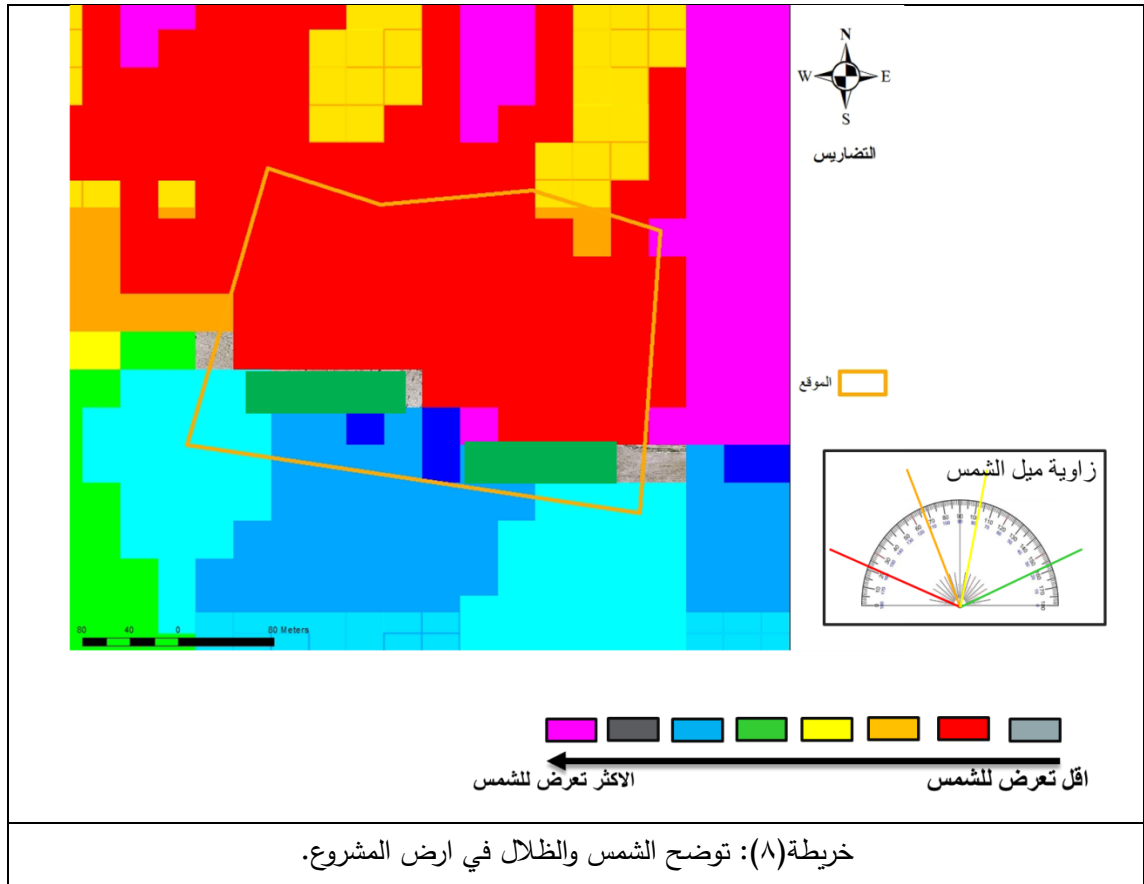 N
W E
S
التضاريس
الموقع
زاوية ميل الشمس
80 40 0 80 Meters
اقل تعرض للشمس
الاكثر تعرض للشمس
خريطة(٨): توضح الشمس والظلال في ارض المشروع.